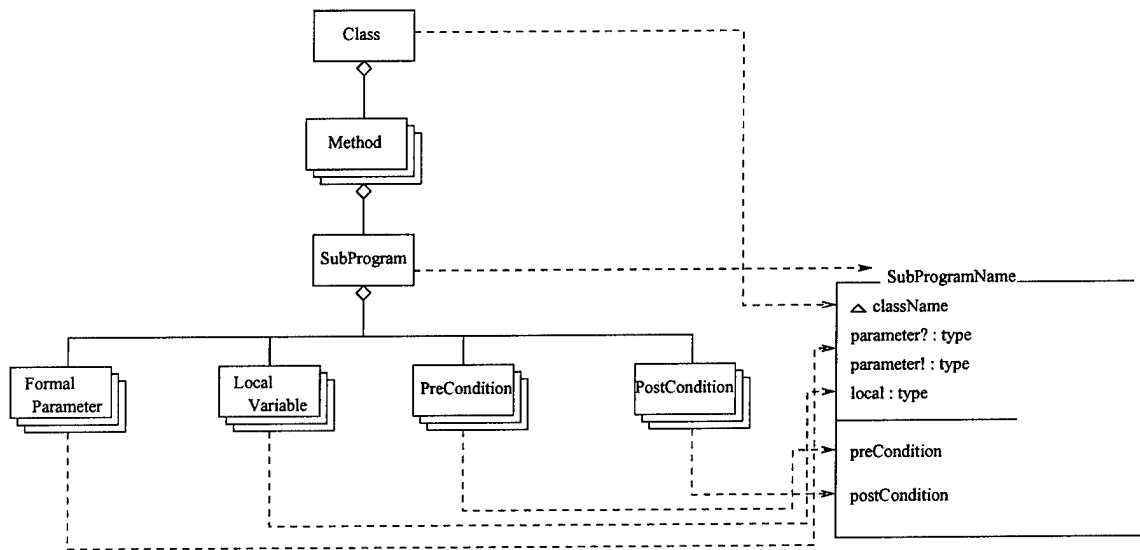 Class
Method
SubProgram
SubProgramName
△ className
parameter? : type
parameter! : type
local : type
Formal
Parameter
Local
Variable
PreCondition
PostCondition
preCondition
postCondition